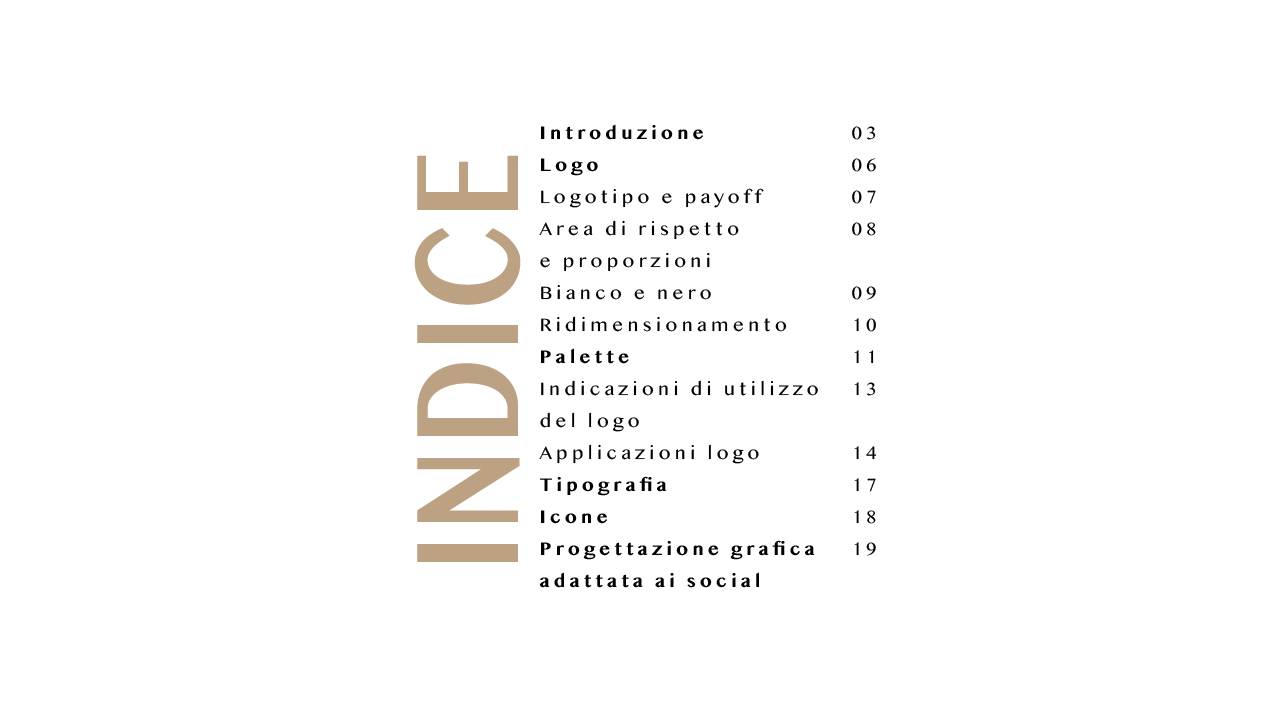 INDICE
Introduzione 03
Logo 06
Logotipo e payoff 07
Area di rispetto 08
e proporzioni
Bianco e nero 09
Ridimensionamento 10
Palette 11
Indicazioni di utilizzo 13
del logo
Applicazioni logo 14
Tipografia 17
Icone 18
Progettazione grafica 19
adattata ai social